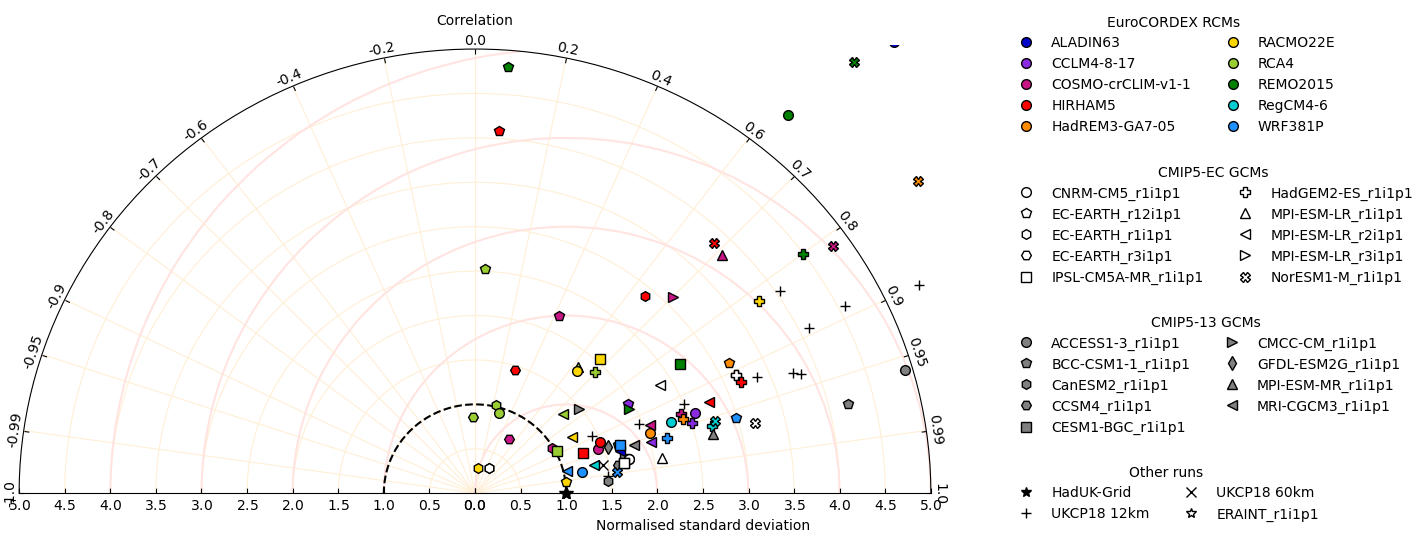 Correlation
0.0
-0.2
0.2
-0.4
0.4
-0.6
0.6
-0.7
0.7
-0.8
0.8
-0.9
0.9
-0.95
0.95
-0.99
0.99
-1.0
1.0
5.0 4.5 4.0 3.5 3.0 2.5 2.0 1.5 1.0 0.5 0.0 0.0 0.5 1.0 1.5 2.0 2.5 3.0 3.5 4.0 4.5 5.0
Normalised standard deviation
EuroCORDEX RCMs
ALADIN63 RACMO22E
CCLM4-8-17 RCA4
COSMO-crCLIM-v1-1 REMO2015
HIRHAM5 RegCM4-6
HadREM3-GA7-05 WRF381P
CMIP5-EC GCMs
CNRM-CM5_r1i1p1 HadGEM2-ES_r1i1p1
EC-EARTH_r12i1p1 MPI-ESM-LR_r1i1p1
EC-EARTH_r1i1p1 MPI-ESM-LR_r2i1p1
EC-EARTH_r3i1p1 MPI-ESM-LR_r3i1p1
IPSL-CM5A-MR_r1i1p1 NorESM1-M_r1i1p1
CMIP5-13 GCMs
ACCESS1-3_r1i1p1 CMCC-CM_r1i1p1
BCC-CSM1-1_r1i1p1 GFDL-ESM2G_r1i1p1
CanESM2_r1i1p1 MPI-ESM-MR_r1i1p1
CCSM4_r1i1p1 MRI-CGCM3_r1i1p1
CESM1-BGC_r1i1p1
Other runs
HadUK-Grid UKCP18 60km
UKCP18 12km ERAINT_r1i1p1